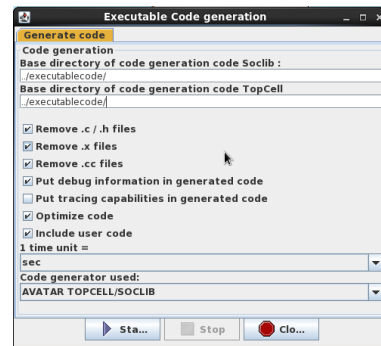 Executable Code generation
Generate code
Code generation
Base directory of code generation code Soclib :
./executablecode/
Base directory of code generation code TopCell
./executablecode/
Remove .c / .h files
Remove .x files
Remove .cc files
Put debug information in generated code
Put tracing capabilities in generated code
Optimize code
Include user code
1 time unit =
sec
Code generator used:
AVATAR TOPCELL/SOCLIB
Sta... Stop Clo...